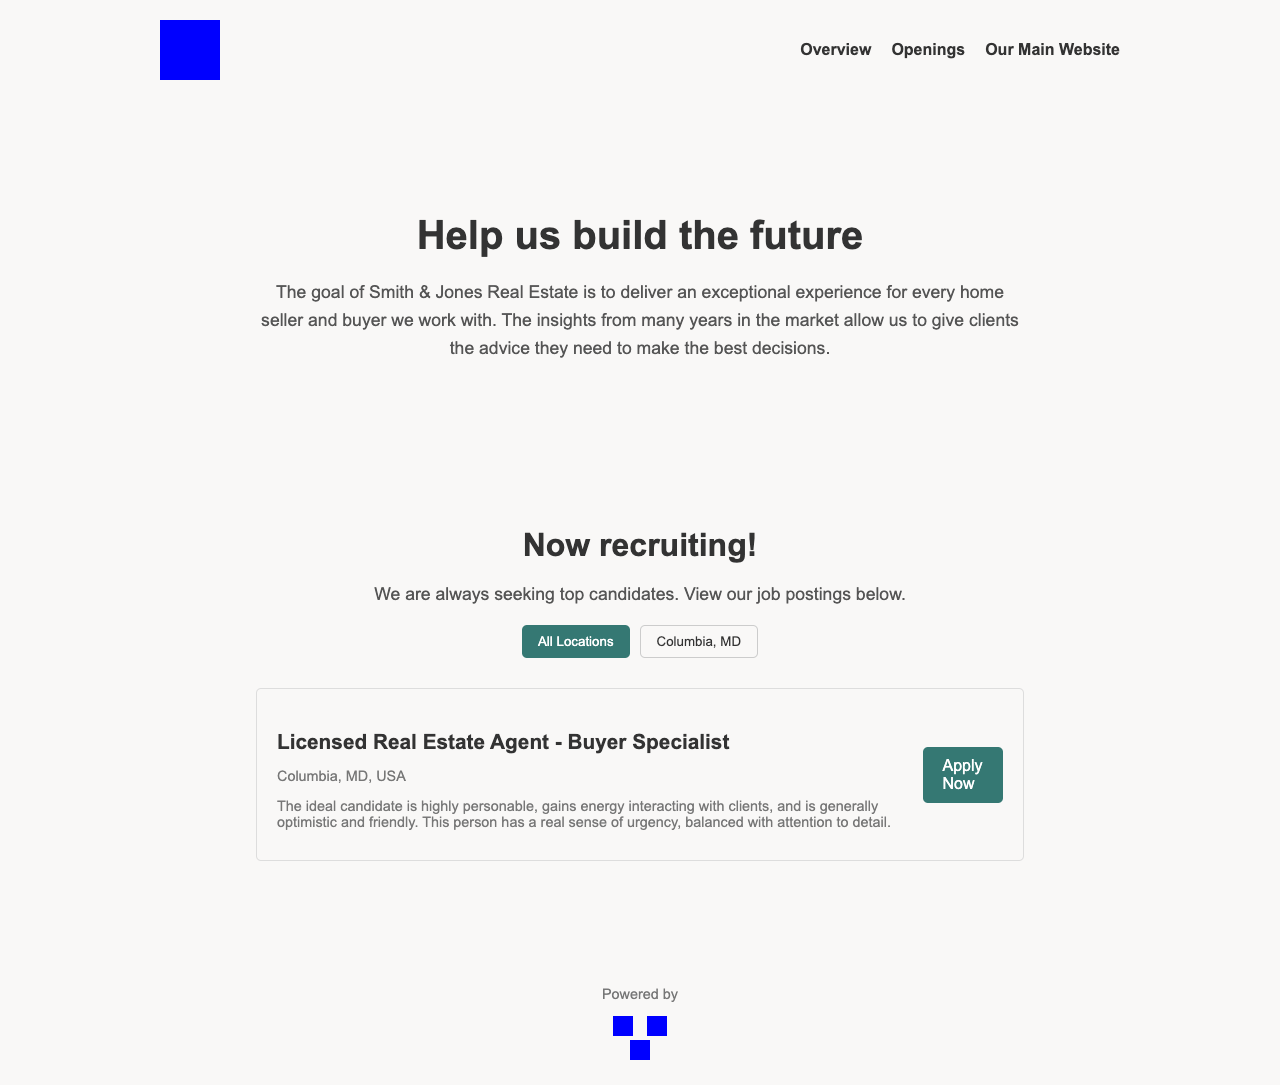 Overview Openings Our Main Website
Help us build the future
The goal of Smith & Jones Real Estate is to deliver an exceptional experience for every home
seller and buyer we work with. The insights from many years in the market allow us to give clients
the advice they need to make the best decisions.
Now recruiting!
We are always seeking top candidates. View our job postings below.
All Locations Columbia, MD
Licensed Real Estate Agent - Buyer Specialist
Columbia, MD, USA
The ideal candidate is highly personable, gains energy interacting with clients, and is generally
optimistic and friendly. This person has a real sense of urgency, balanced with attention to detail.
Apply
Now
Powered by